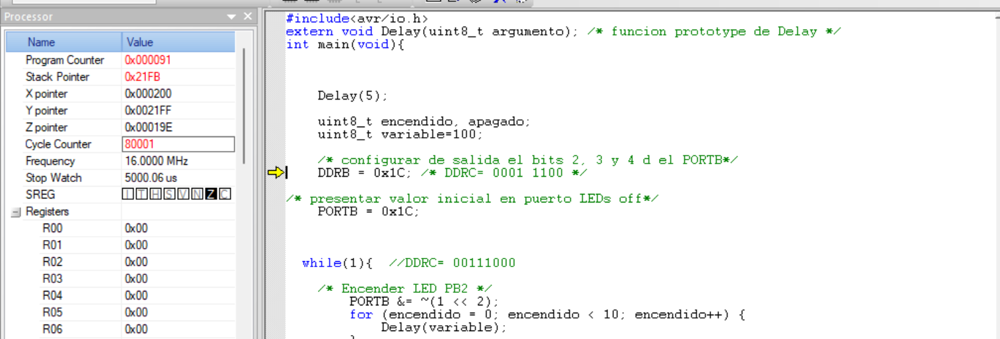 Processor
Name Value
Program Counter 0x000091
Stack Pointer 0x21FB
X pointer 0x000200
Y pointer 0x0021FF
Z pointer 0x00019E
Cycle Counter 80001
Frequency 16.0000 MHz
Stop Watch 5000.06 us
SREG I T H S V N Z C
Registers
R00 0x00
R01 0x00
R02 0x00
R03 0x00
R04 0x00
R05 0x00
R06 0x00
#include<avr/io.h>
extern void Delay(uint8_t argumento); /* funcion prototype de Delay */
int main(void){
Delay(5);
uint8_t encendido, apagado;
uint8_t variable=100;
/* configurar de salida el bits 2, 3 y 4 d el PORTB*/
DDRB = 0x1C; /* DDRC= 0001 1100 */
/* presentar valor inicial en puerto LEDs off*/
PORTB = 0x1C;
while(1){ //DDRC= 00111000
/* Encender LED PB2 */
PORTB &= ~(1 << 2);
for (encendido = 0; encendido < 10; encendido++) {
Delay(variable);